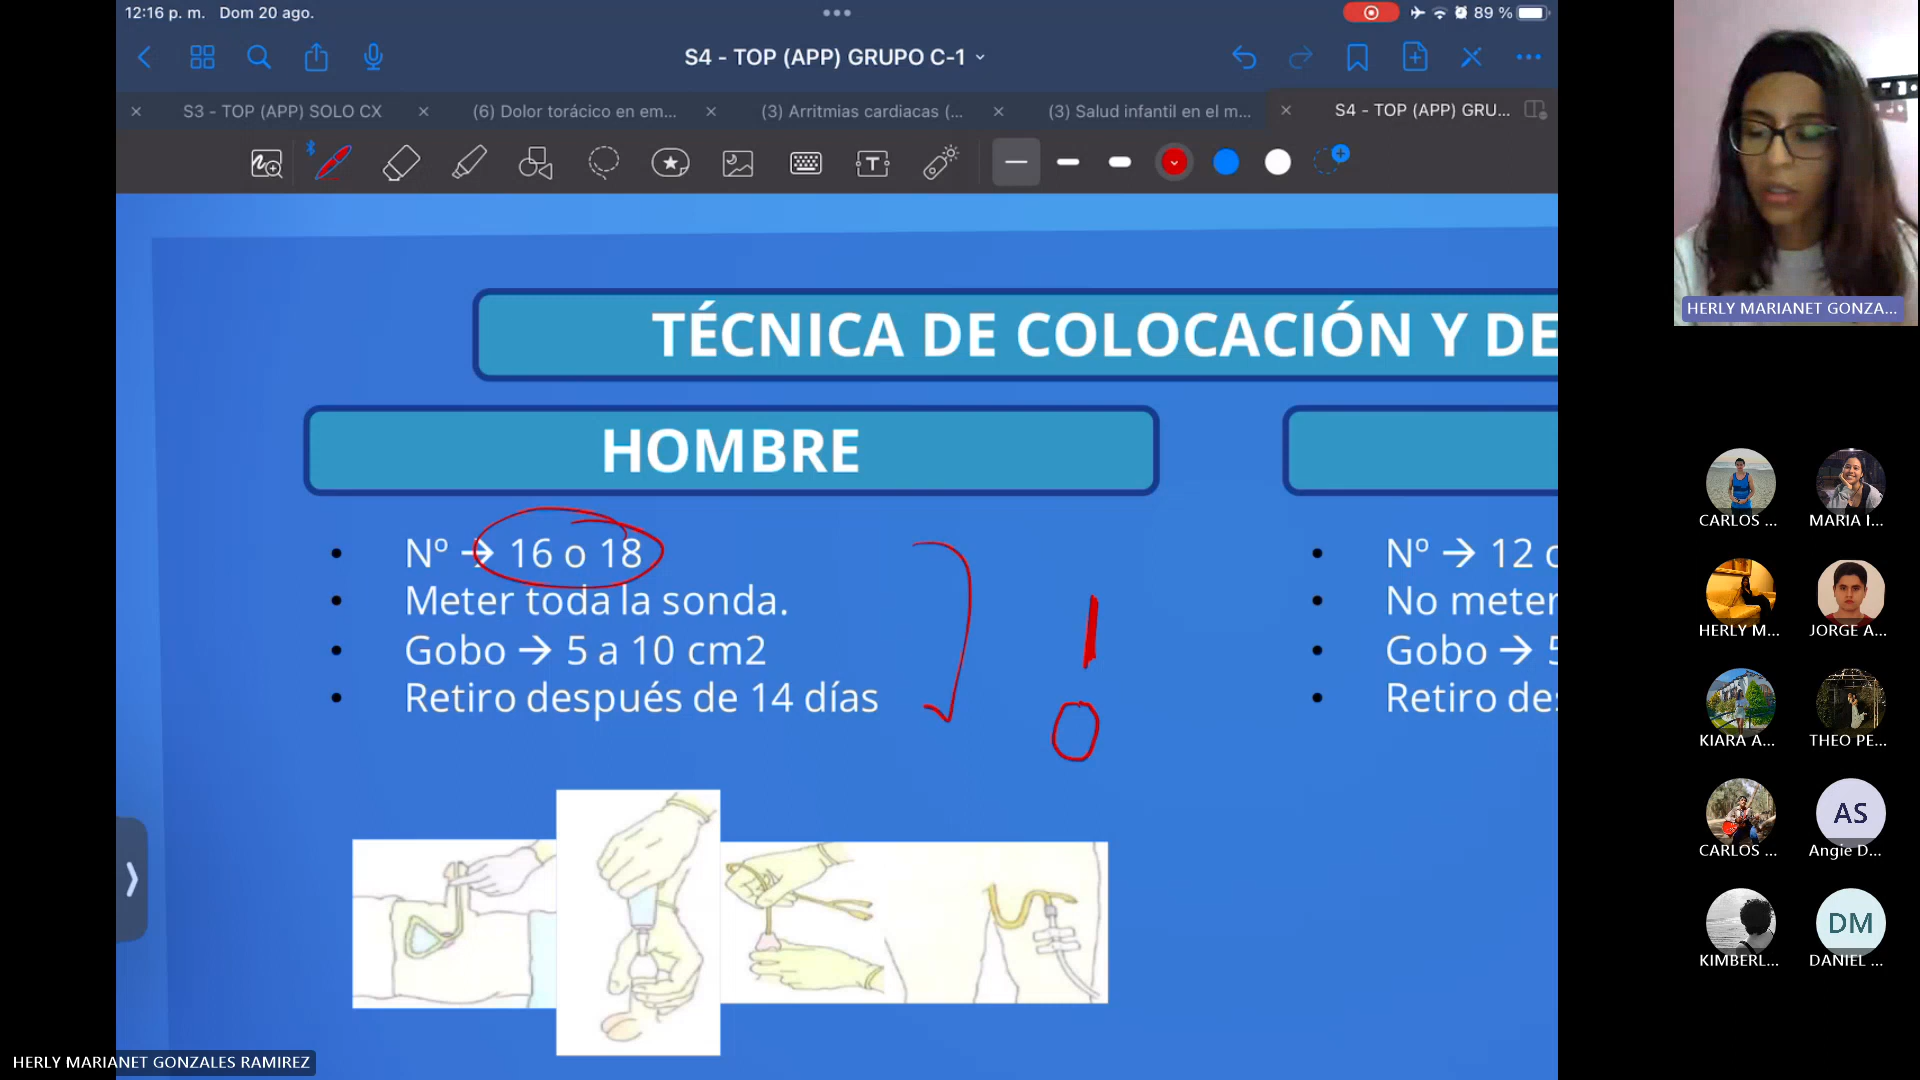 12:16 p. m. Dom 20 ago.
89 %
S4 - TOP (APP) GRUPO C-1
S3 - TOP (APP) SOLO CX
(6) Dolor torácico en em...
(3) Arritmias cardiacas (...
(3) Salud infantil en el m...
S4 - TOP (APP) GRU...
TÉCNICA DE COLOCACIÓN Y DE
HOMBRE
• Nº → 16 o 18
• Meter toda la sonda.
• Gobo → 5 a 10 cm2
• Retiro después de 14 días
• Nº → 12 o
• No meter
• Gobo → 5
• Retiro des
HERLY MARIANET GONZA...
CARLOS ...
MARIA I...
HERLY M...
JORGE A...
KIARA A...
THEO PE...
CARLOS ...
AS
Angie D...
KIMBERL...
DM
DANIEL ...
HERLY MARIANET GONZALES RAMIREZ